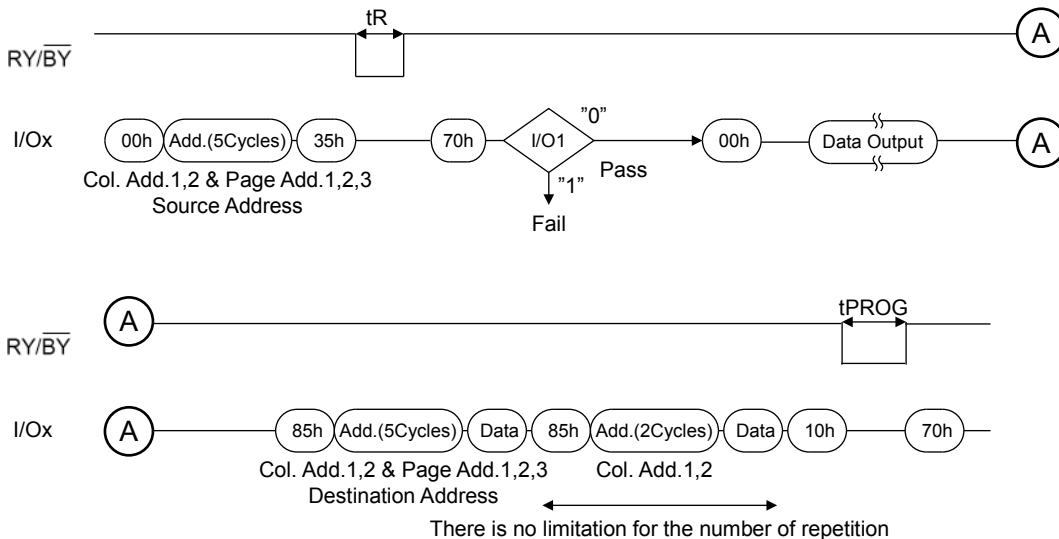 tR
A
RY/BY
”0”
I/Ox 00h Add.(5Cycles) 35h 70h I/O1 00h Data Output A
Pass
Col. Add.1,2 & Page Add.1,2,3
”1”
Source Address
Fail
A tPROG
RY/BY
I/Ox A 85h Add.(5Cycles) Data 85h Add.(2Cycles) Data 10h 70h
Col. Add.1,2 & Page Add.1,2,3 Col. Add.1,2
Destination Address
There is no limitation for the number of repetition